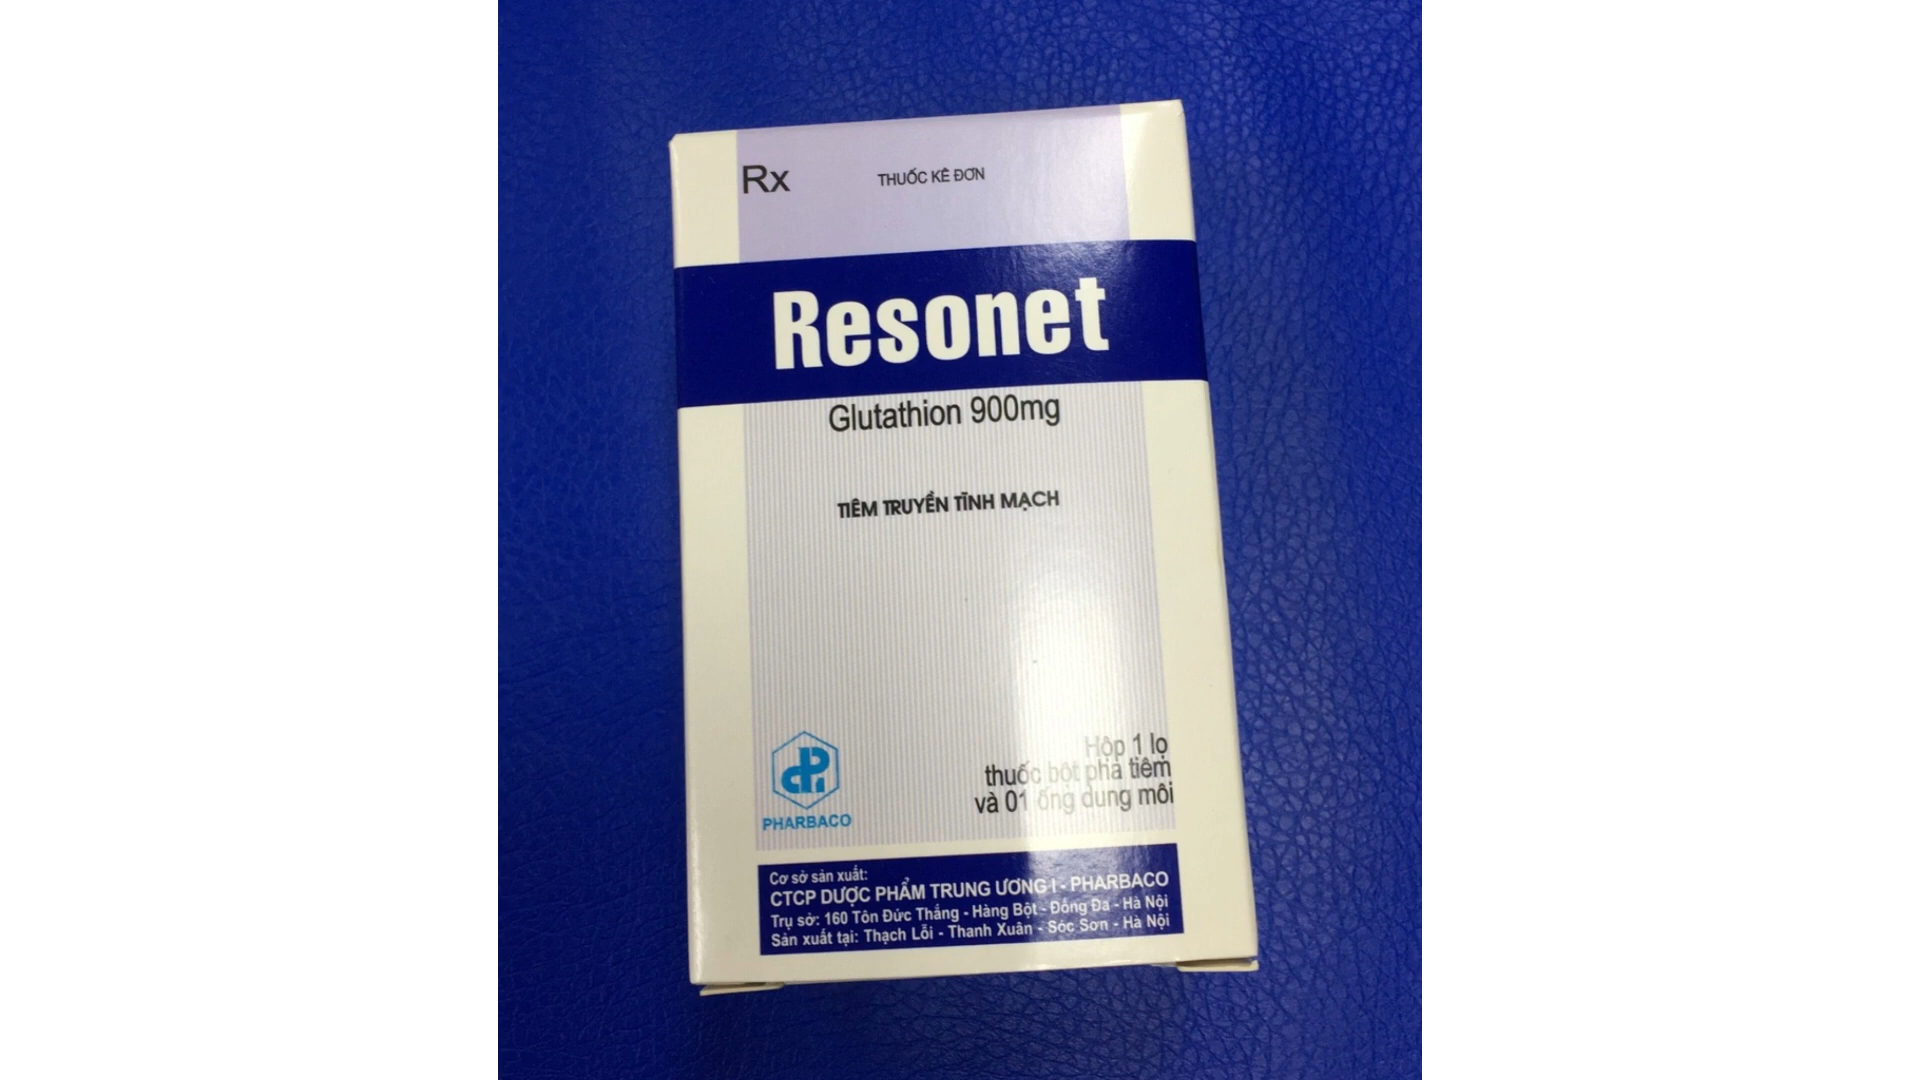 Rx
THUỐC KÊ ĐƠN
Resonet
Glutathion 900mg
TIÊM TRUYỀN TĨNH MẠCH
Hộp 1 lọ
thuốc bột pha tiêm
và 01 ống dung môi
PHARBACO
Cơ sở sản xuất:
CTCP DƯỢC PHẨM TRUNG ƯƠNG I - PHARBACO
Trụ sở: 160 Tôn Đức Thắng - Hàng Bột - Đống Đa - Hà Nội
Sản xuất tại: Thạch Lỗi - Thanh Xuân - Sóc Sơn - Hà Nội